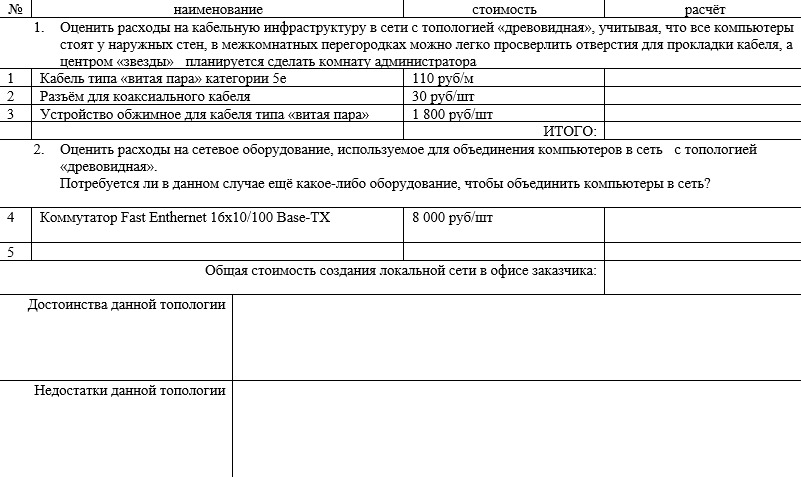 № наименование стоимость расчёт
1. Оценить расходы на кабельную инфраструктуру в сети с топологией «древовидная», учитывая, что все компьютеры
стоят у наружных стен, в межкомнатных перегородках можно легко просверлить отверстия для прокладки кабеля, а
центром «звезды» планируется сделать комнату администратора
1 Кабель типа «витая пара» категории 5е 110 руб/м
2 Разъём для коаксиального кабеля 30 руб/шт
3 Устройство обжимное для кабеля типа «витая пара» 1 800 руб/шт
ИТОГО:
2. Оценить расходы на сетевое оборудование, используемое для объединения компьютеров в сеть с топологией
«древовидная».
Потребуется ли в данном случае ещё какое-либо оборудование, чтобы объединить компьютеры в сеть?
4 Коммутатор Fast Enthernet 16x10/100 Base-TX 8 000 руб/шт
5
Общая стоимость создания локальной сети в офисе заказчика:
Достоинства данной топологии
Недостатки данной топологии